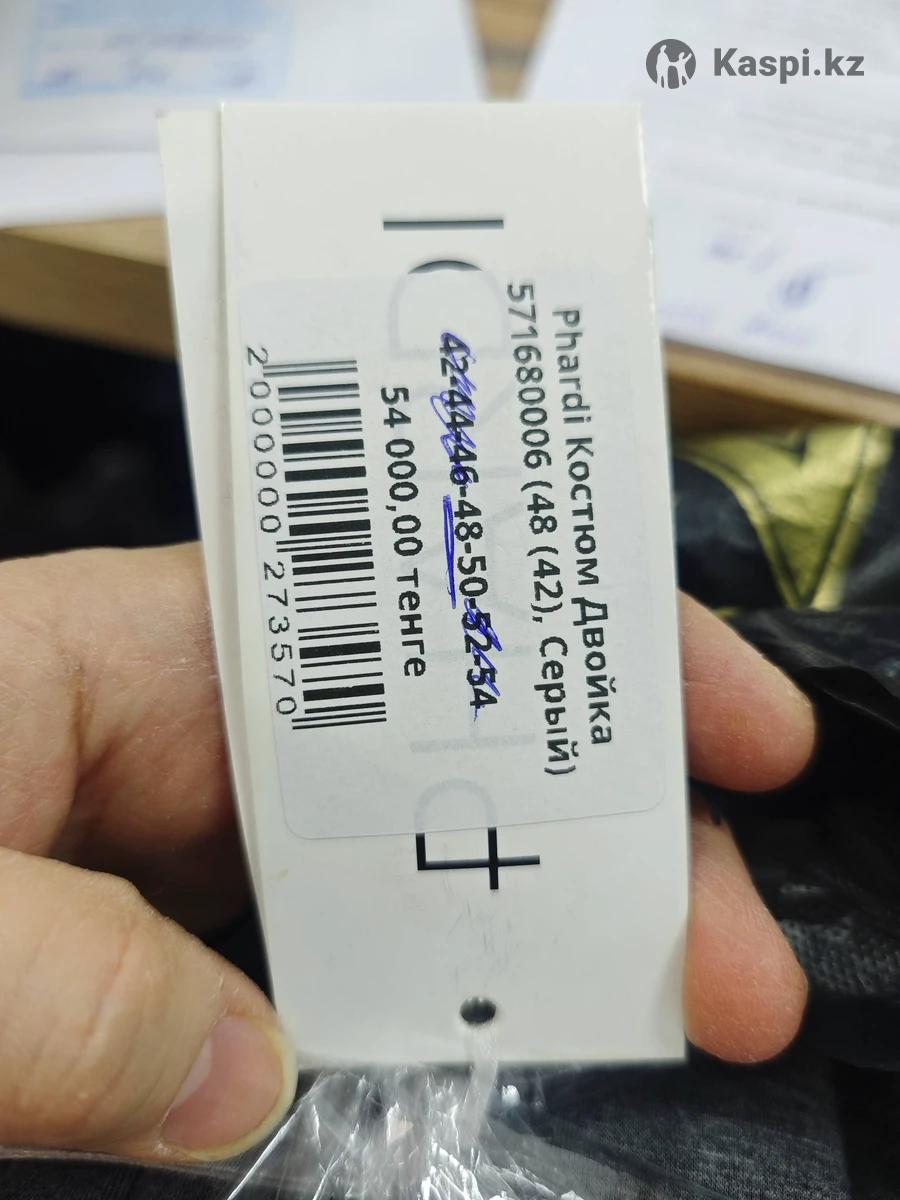 Kaspi.kz
Phardi Костюм Двойка
571680006 (48 (42), Серый)
42-44-46-48-50-52-54
54 000,00 тенге
2000000273570